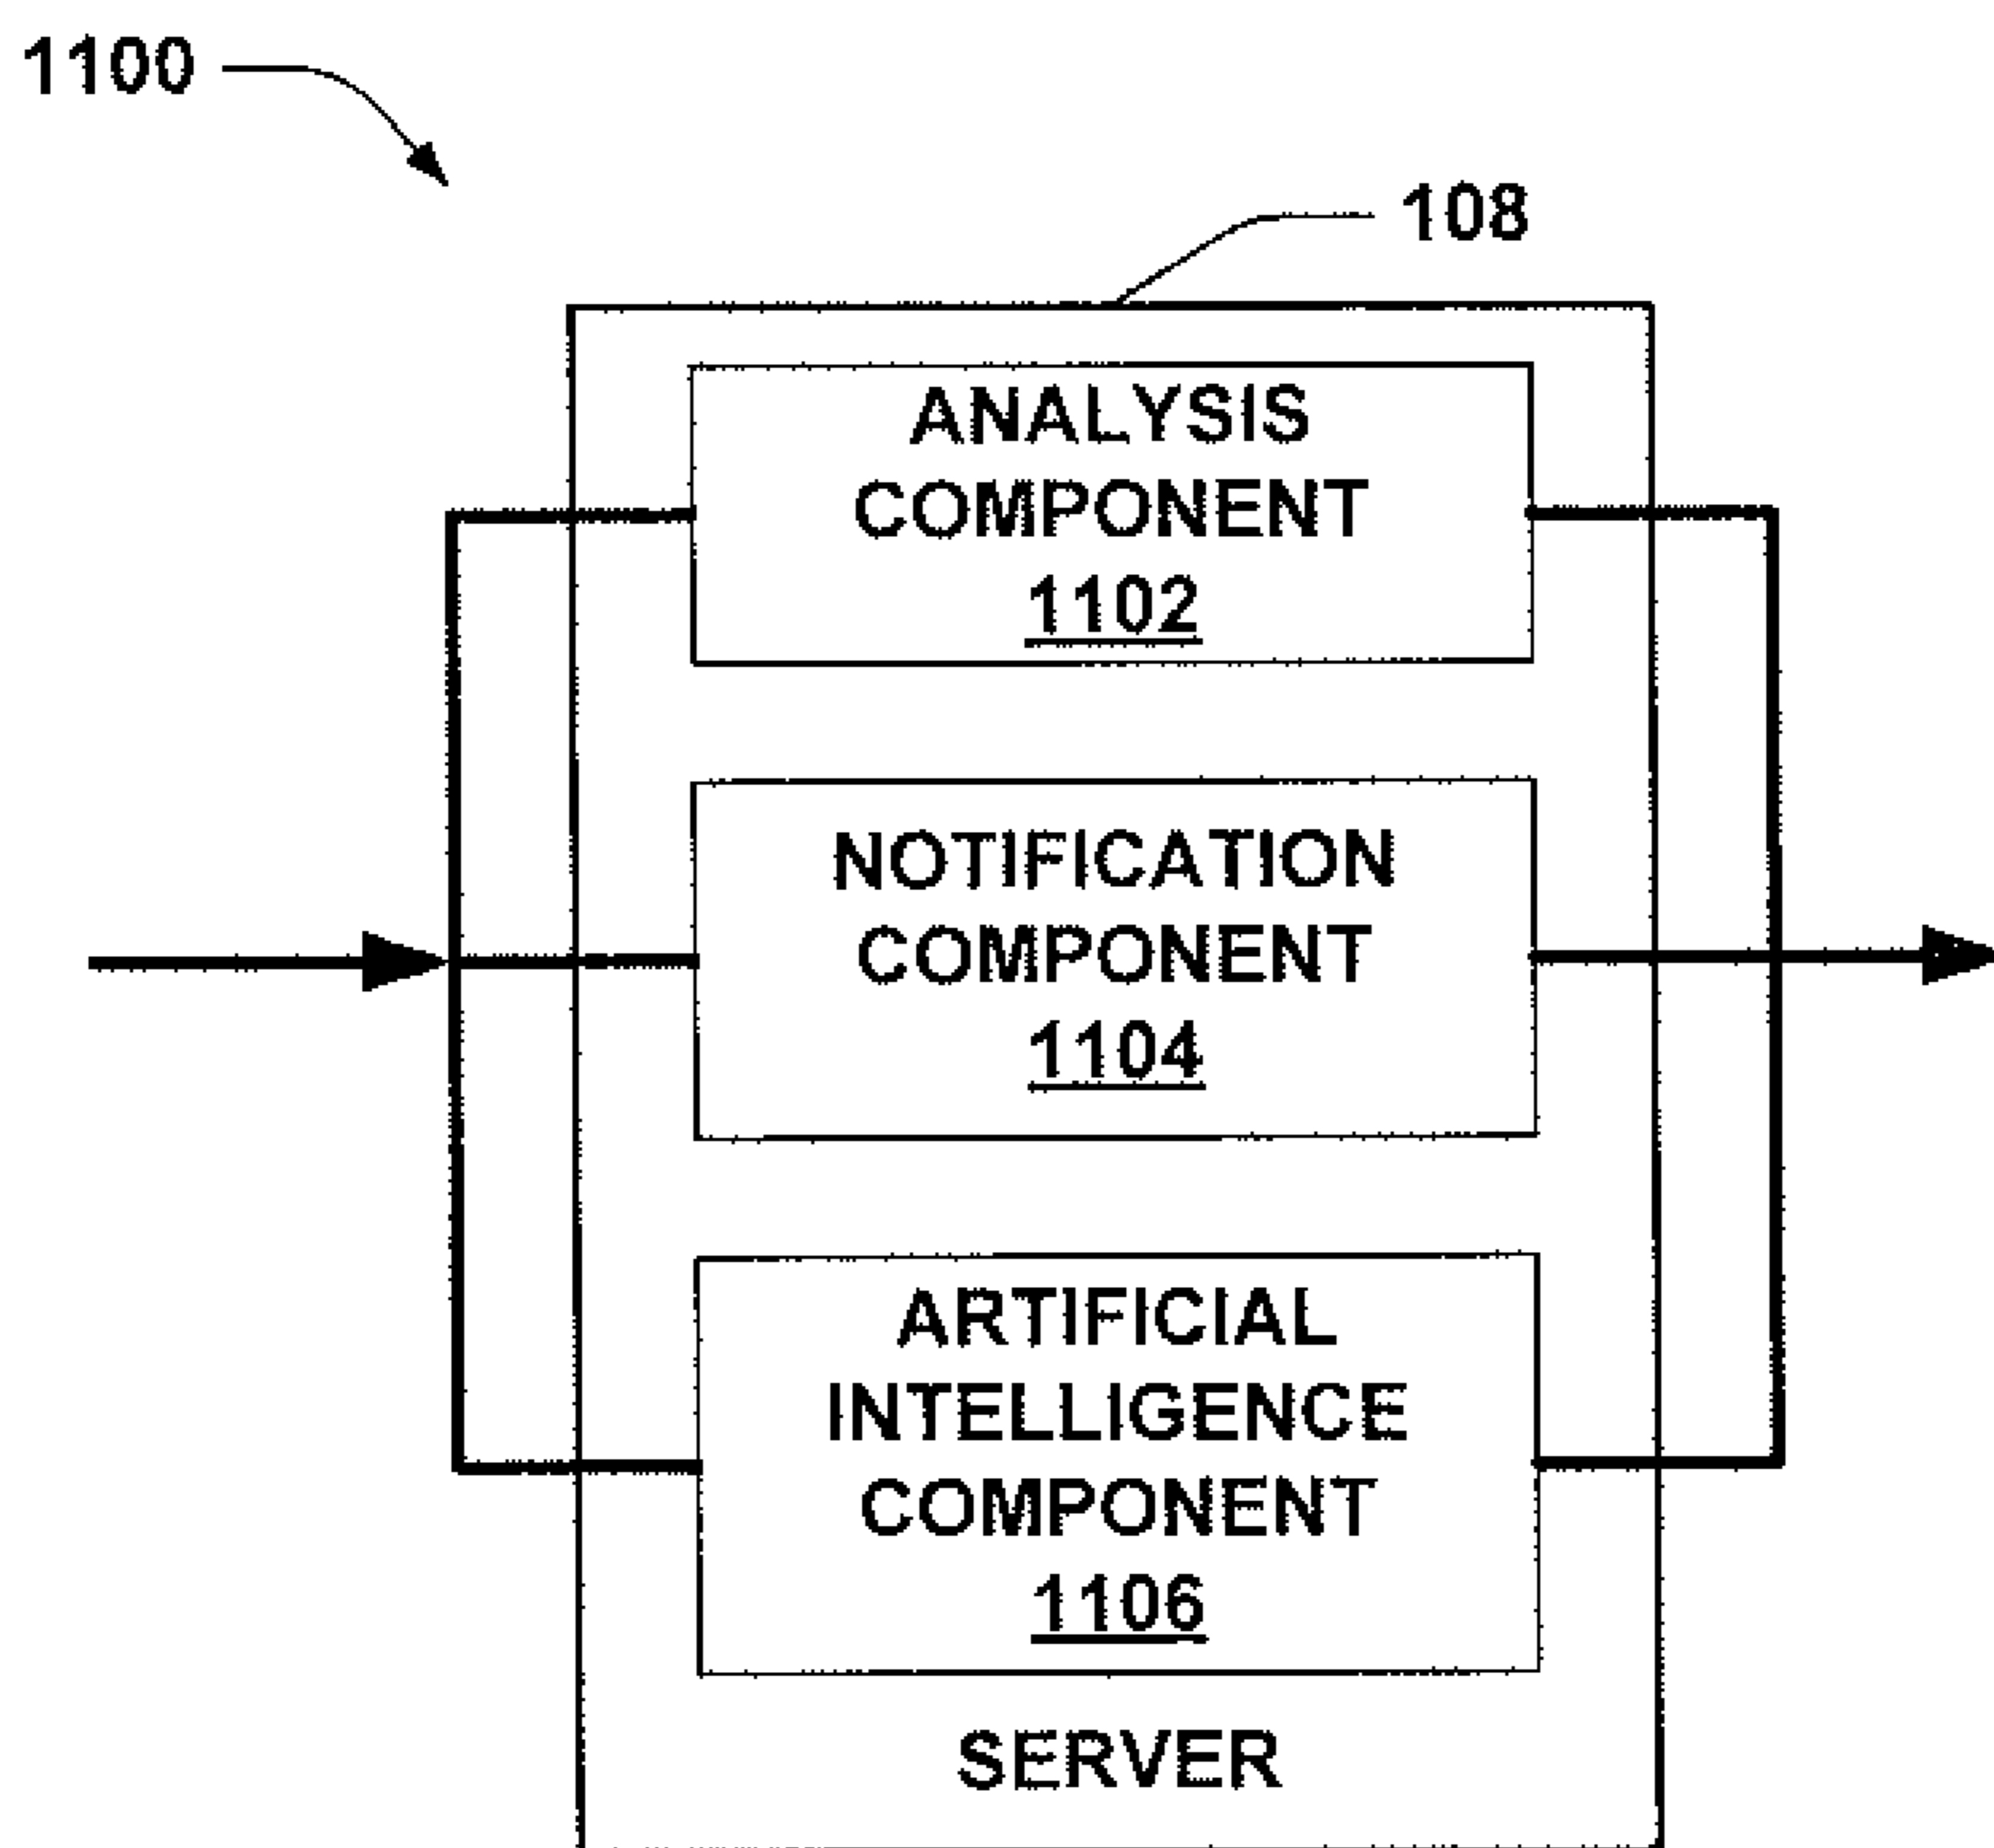 1100
108
ANALYSIS
COMPONENT
1102
NOTIFICATION
COMPONENT
1104
ARTIFICIAL
INTELLIGENCE
COMPONENT
1106
SERVER